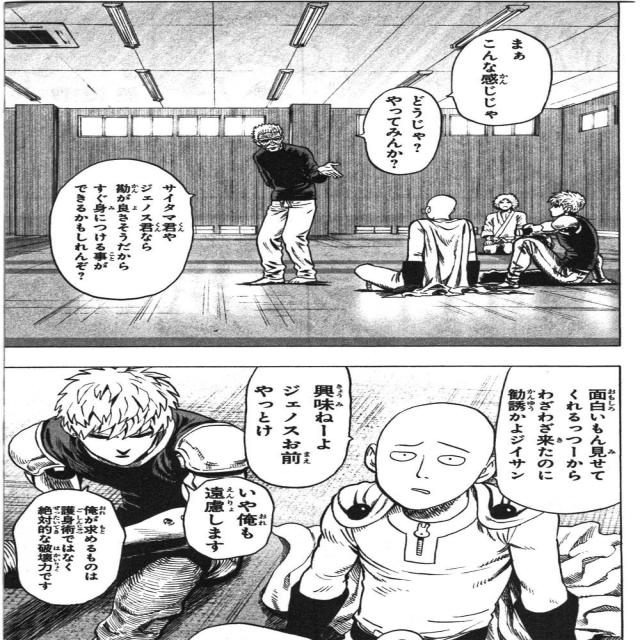 まぁ
こんな感じじゃ
どうじゃ？
やってみんか？
サイタマ君や
ジェノス君なら
勘が良さそうだから
すぐ身につける事が
できるかもしれんぞ？
面白いもん見せて
くれるっつーから
わざわざ来たのに
勧誘かよジイサン
興味ねーよ
ジェノスお前
やっとけ
いや俺も
遠慮します
俺が求めるものは
護身術ではなく
絶対的な破壊力です